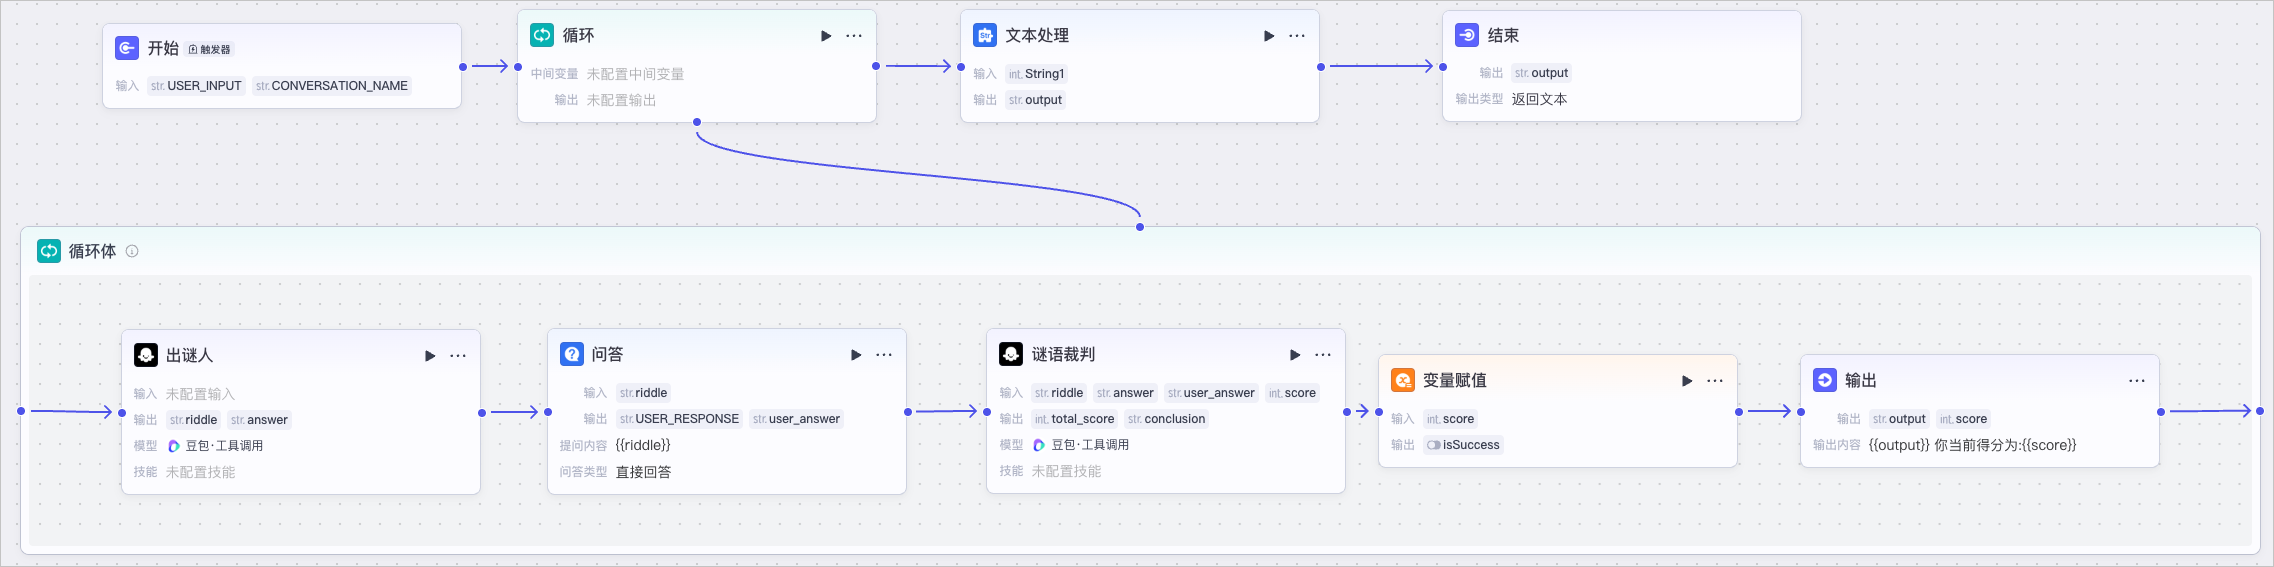 开始 触发器
输入 str. USER_INPUT str. CONVERSATION_NAME
循环
中间变量 未配置中间变量
输出 未配置输出
文本处理
输入 int. String1
输出 str. output
结束
输出 str. output
输出类型 返回文本
循环体
出谜人
输入 未配置输入
输出 str. riddle str. answer
模型 豆包·工具调用
技能 未配置技能
问答
输入 str. riddle
输出 str. USER_RESPONSE str. user_answer
提问内容 {{riddle}}
问答类型 直接回答
谜语裁判
输入 str. riddle str. answer str. user_answer int. score
输出 int. total_score str. conclusion
模型 豆包·工具调用
技能 未配置技能
变量赋值
输入 int. score
输出 isSuccess
输出
输出 str. output int. score
输出内容 {{output}} 你当前得分为:{{score}}